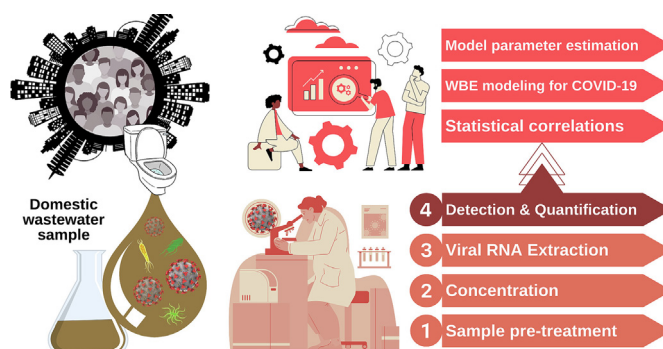 Model parameter estimation
WBE modeling for COVID-19
Statistical correlations
Domestic
wastewater
sample
4 Detection & Quantification
3 Viral RNA Extraction
2 Concentration
1 Sample pre-treatment